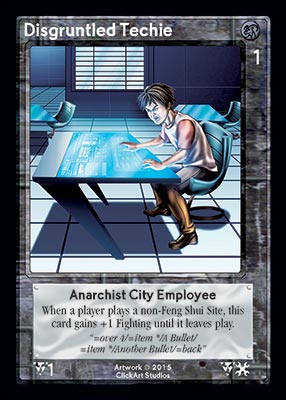 Disgruntled Techie
1
Anarchist City Employee
When a player plays a non-Feng Shui Site, this
card gains +1 Fighting until it leaves play.
"=over 4/=item */A Bullet/
=item */Another Bullet/=back"
1
Artwork © 2015
ClickArt Studios